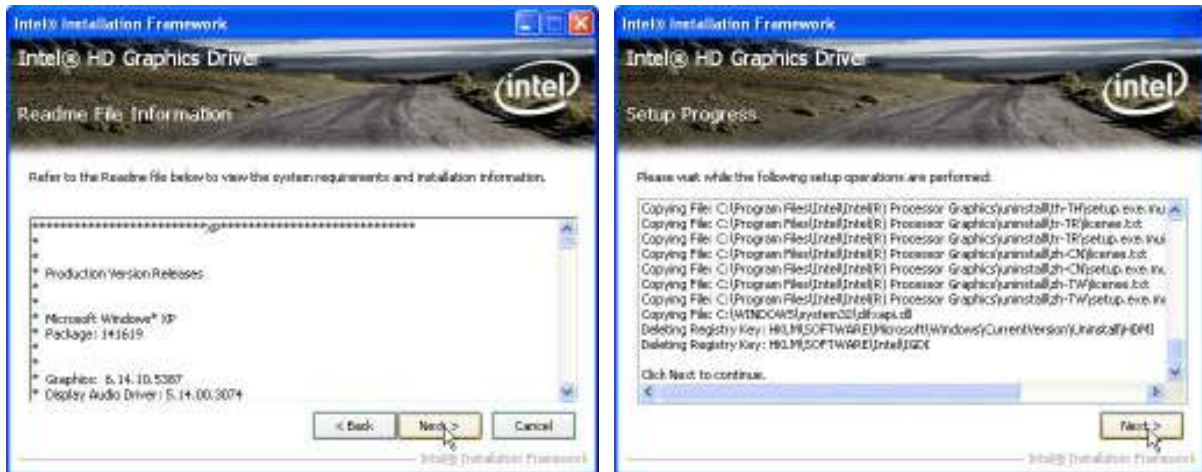 Intel® Installation Framework
Intel® HD Graphics Driver
intel
Readme File Information
Refer to the Readme file below to view the system requirements and installation information.
* Production Version Releases
* Microsoft Windows* XP
* Package: 141619
* Graphics: 6.14.10.5387
* Display Audio Driver: 5.14.00.3074
< Back
Next >
Cancel
Intel® Installation Framework
Intel® Installation Framework
Intel® HD Graphics Driver
intel
Setup Progress
Please wait while the following setup operations are performed:
Copying File: C:\Program Files\Intel\Intel(R) Processor Graphics\uninstall\th-TH\setup.exe.mu
Copying File: C:\Program Files\Intel\Intel(R) Processor Graphics\uninstall\tr-TR\license.txt
Copying File: C:\Program Files\Intel\Intel(R) Processor Graphics\uninstall\tr-TR\setup.exe.mui
Copying File: C:\Program Files\Intel\Intel(R) Processor Graphics\uninstall\zh-CN\license.txt
Copying File: C:\Program Files\Intel\Intel(R) Processor Graphics\uninstall\zh-CN\setup.exe.mu
Copying File: C:\Program Files\Intel\Intel(R) Processor Graphics\uninstall\zh-TW\license.txt
Copying File: C:\Program Files\Intel\Intel(R) Processor Graphics\uninstall\zh-TW\setup.exe.m
Copying File: C:\WINDOWS\system32\difxapi.dll
Deleting Registry Key: HKLM\SOFTWARE\Microsoft\Windows\CurrentVersion\Uninstall\HDMI
Deleting Registry Key: HKLM\SOFTWARE\Intel\IGDI
Click Next to continue.
Next >
Intel® Installation Framework